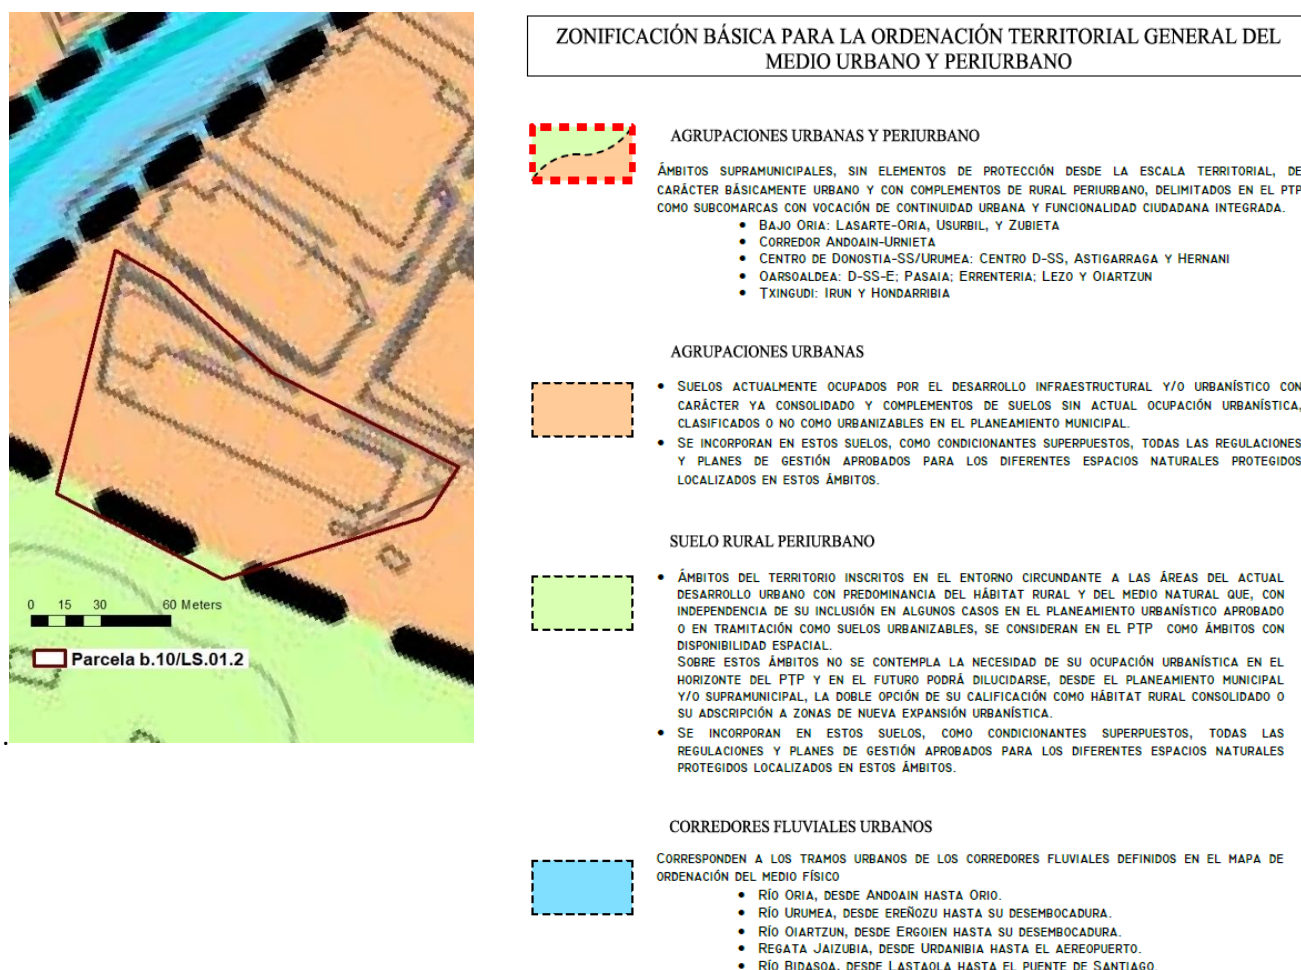 0 15 30 60 Meters
Parcela b.10/LS.01.2
.
ZONIFICACIÓN BÁSICA PARA LA ORDENACIÓN TERRITORIAL GENERAL DEL
MEDIO URBANO Y PERIURBANO
AGRUPACIONES URBANAS Y PERIURBANO
ÁMBITOS SUPRAMUNICIPALES, SIN ELEMENTOS DE PROTECCIÓN DESDE LA ESCALA TERRITORIAL, DE
CARÁCTER BÁSICAMENTE URBANO Y CON COMPLEMENTOS DE RURAL PERIURBANO, DELIMITADOS EN EL PTP
COMO SUBCOMARCAS CON VOCACIÓN DE CONTINUIDAD URBANA Y FUNCIONALIDAD CIUDADANA INTEGRADA.
• BAJO ORIA: LASARTE-ORIA, USURBIL, Y ZUBIETA
• CORREDOR ANDOAIN-URNIETA
• CENTRO DE DONOSTIA-SS/URUMEA: CENTRO D-SS, ASTIGARRAGA Y HERNANI
• OARSOALDEA: D-SS-E; PASAIA; ERRENTERIA; LEZO Y OIARTZUN
• TXINGUDI: IRUN Y HONDARRIBIA
AGRUPACIONES URBANAS
• SUELOS ACTUALMENTE OCUPADOS POR EL DESARROLLO INFRAESTRUCTURAL Y/O URBANÍSTICO CON
CARÁCTER YA CONSOLIDADO Y COMPLEMENTOS DE SUELOS SIN ACTUAL OCUPACIÓN URBANÍSTICA,
CLASIFICADOS O NO COMO URBANIZABLES EN EL PLANEAMIENTO MUNICIPAL.
• SE INCORPORAN EN ESTOS SUELOS, COMO CONDICIONANTES SUPERPUESTOS, TODAS LAS REGULACIONES
Y PLANES DE GESTIÓN APROBADOS PARA LOS DIFERENTES ESPACIOS NATURALES PROTEGIDOS
LOCALIZADOS EN ESTOS ÁMBITOS.
SUELO RURAL PERIURBANO
• ÁMBITOS DEL TERRITORIO INSCRITOS EN EL ENTORNO CIRCUNDANTE A LAS ÁREAS DEL ACTUAL
DESARROLLO URBANO CON PREDOMINANCIA DEL HÁBITAT RURAL Y DEL MEDIO NATURAL QUE, CON
INDEPENDENCIA DE SU INCLUSIÓN EN ALGUNOS CASOS EN EL PLANEAMIENTO URBANÍSTICO APROBADO
O EN TRAMITACIÓN COMO SUELOS URBANIZABLES, SE CONSIDERAN EN EL PTP COMO ÁMBITOS CON
DISPONIBILIDAD ESPACIAL.
SOBRE ESTOS ÁMBITOS NO SE CONTEMPLA LA NECESIDAD DE SU OCUPACIÓN URBANÍSTICA EN EL
HORIZONTE DEL PTP Y EN EL FUTURO PODRÁ DILUCIDARSE, DESDE EL PLANEAMIENTO MUNICIPAL
Y/O SUPRAMUNICIPAL, LA DOBLE OPCIÓN DE SU CALIFICACIÓN COMO HÁBITAT RURAL CONSOLIDADO O
SU ADSCRIPCIÓN A ZONAS DE NUEVA EXPANSIÓN URBANÍSTICA.
• SE INCORPORAN EN ESTOS SUELOS, COMO CONDICIONANTES SUPERPUESTOS, TODAS LAS
REGULACIONES Y PLANES DE GESTIÓN APROBADOS PARA LOS DIFERENTES ESPACIOS NATURALES
PROTEGIDOS LOCALIZADOS EN ESTOS ÁMBITOS.
CORREDORES FLUVIALES URBANOS
CORRESPONDEN A LOS TRAMOS URBANOS DE LOS CORREDORES FLUVIALES DEFINIDOS EN EL MAPA DE
ORDENACIÓN DEL MEDIO FÍSICO
• RÍO ORIA, DESDE ANDOAIN HASTA ORIO.
• RÍO URUMEA, DESDE EREÑOZU HASTA SU DESEMBOCADURA.
• RÍO OIARTZUN, DESDE ERGOIEN HASTA SU DESEMBOCADURA.
• REGATA JAIZUBIA, DESDE URDANIBIA HASTA EL AEREOPUERTO.
• RÍO BIDASOA, DESDE LASTAOLA HASTA EL PUENTE DE SANTIAGO.